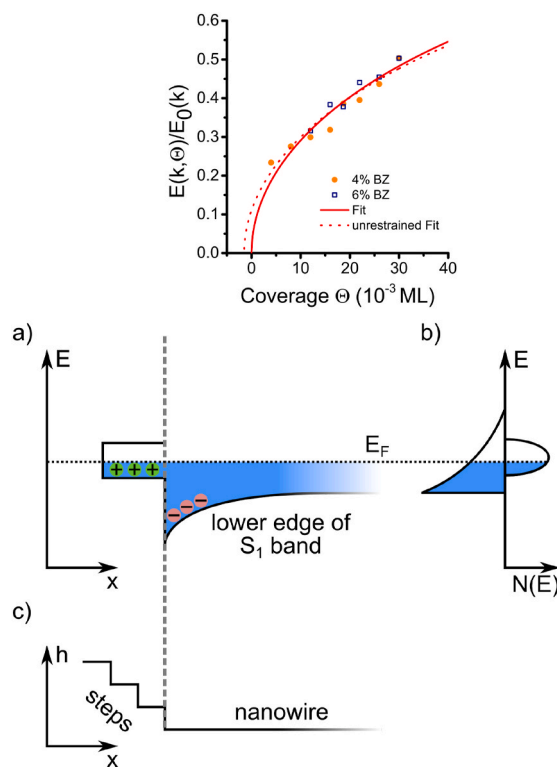 E(k,Θ)/E₀(k)
0.6
0.5
0.4
0.3
0.2
0.1
0.0
4% BZ
6% BZ
Fit
unrestrained Fit
0 10 20 30 40
Coverage Θ (10⁻³ ML)
a)
E
E_F
+ + +
− − −
lower edge of
S₁ band
x
b)
E
N(E)
c)
h
steps
nanowire
x